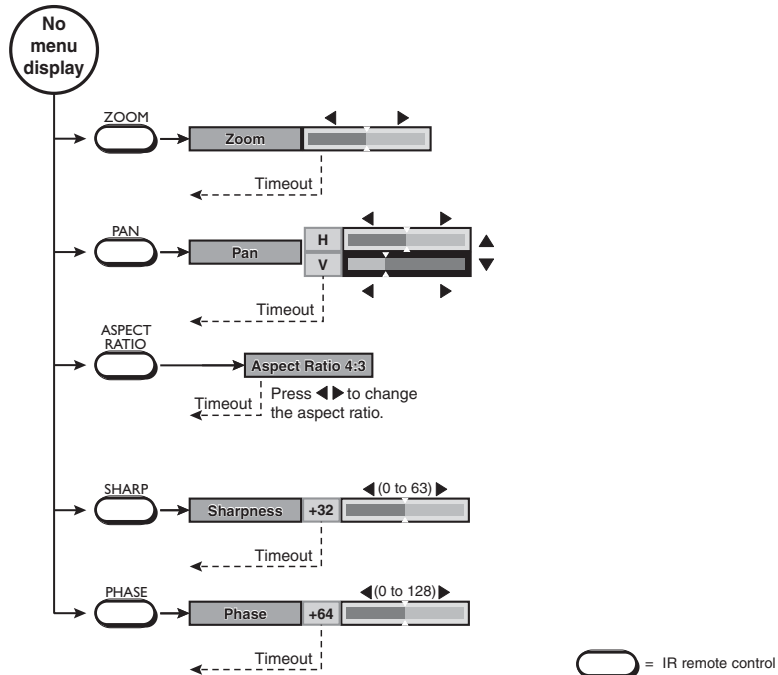 No
menu
display
ZOOM
Zoom
Timeout
PAN
Pan
H
V
Timeout
ASPECT
RATIO
Aspect Ratio 4:3
Timeout
Press ◀ ▶ to change
the aspect ratio.
SHARP
Sharpness
+32
(0 to 63)
Timeout
PHASE
Phase
+64
(0 to 128)
Timeout
= IR remote control